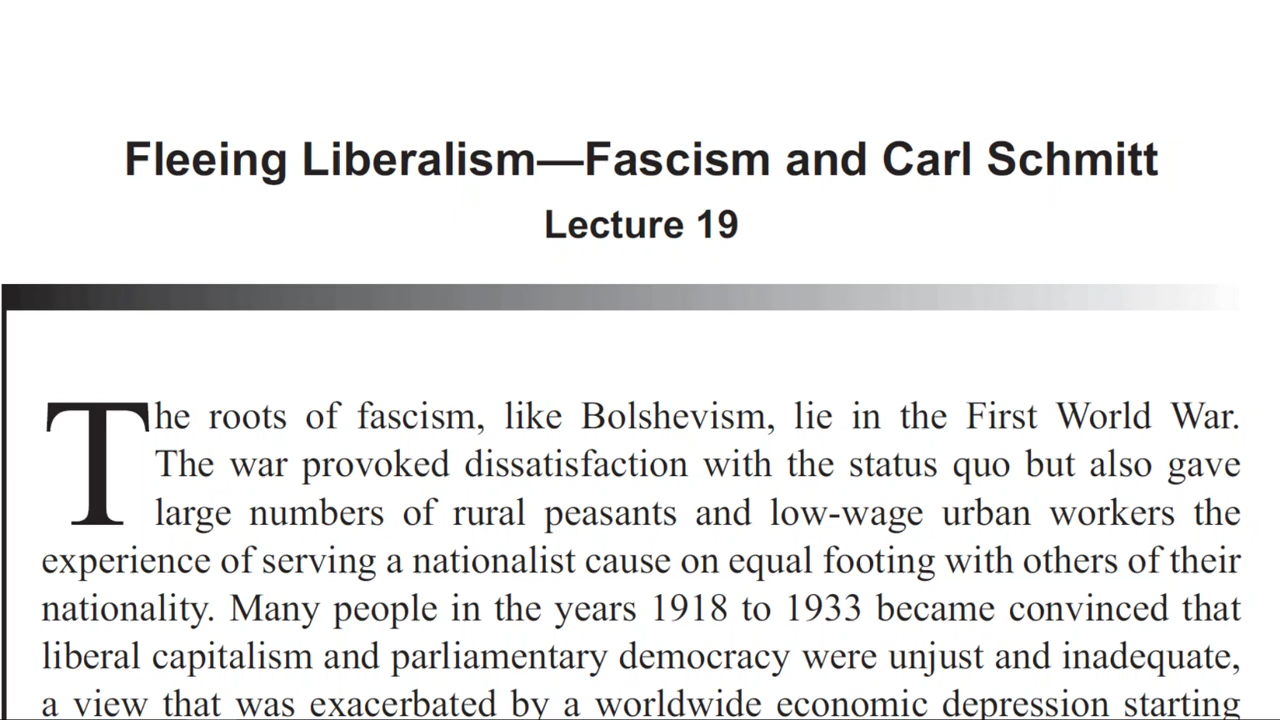 Fleeing Liberalism—Fascism and Carl Schmitt
Lecture 19
The roots of fascism, like Bolshevism, lie in the First World War.
The war provoked dissatisfaction with the status quo but also gave
large numbers of rural peasants and low-wage urban workers the
experience of serving a nationalist cause on equal footing with others of their
nationality. Many people in the years 1918 to 1933 became convinced that
liberal capitalism and parliamentary democracy were unjust and inadequate,
a view that was exacerbated by a worldwide economic depression starting